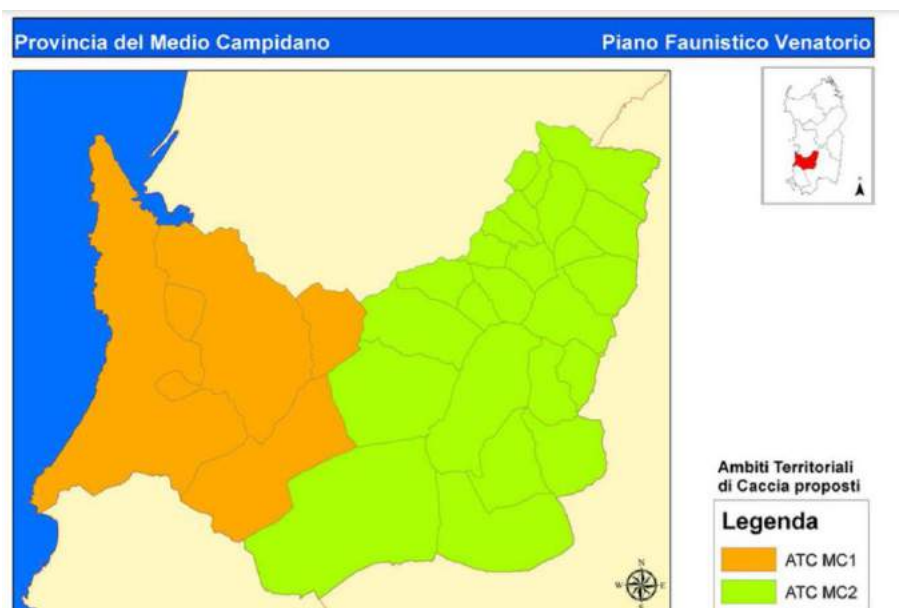 Provincia del Medio Campidano
Piano Faunistico Venatorio
Ambiti Territoriali
di Caccia proposti
Legenda
ATC MC1
ATC MC2
N
W
E
S